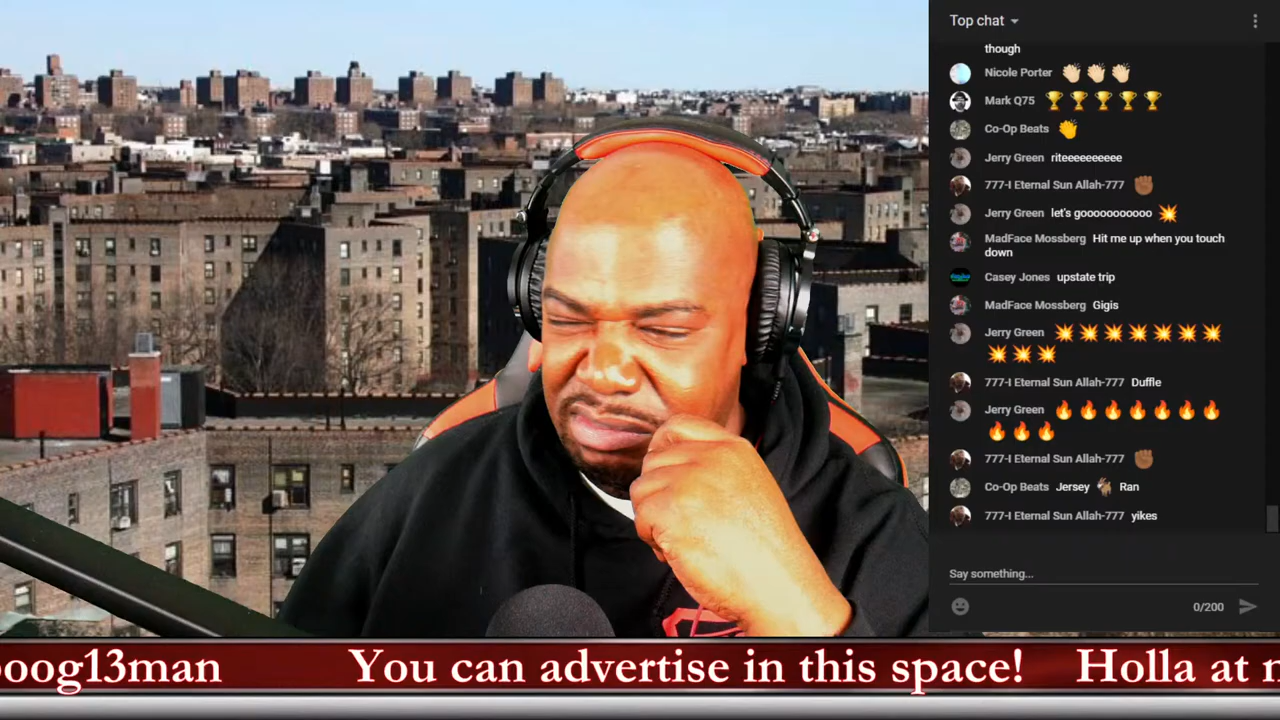 Top chat
though
Nicole Porter
Mark Q75
Co-Op Beats
Jerry Green riteeeeeeeeee
777-I Eternal Sun Allah-777
Jerry Green let's gooooooooooo
MadFace Mossberg Hit me up when you touch
down
Casey Jones upstate trip
MadFace Mossberg Gigis
Jerry Green
777-I Eternal Sun Allah-777 Duffle
Jerry Green
777-I Eternal Sun Allah-777
Co-Op Beats Jersey Ran
777-I Eternal Sun Allah-777 yikes
Say something...
0/200
oog13man You can advertise in this space! Holla at